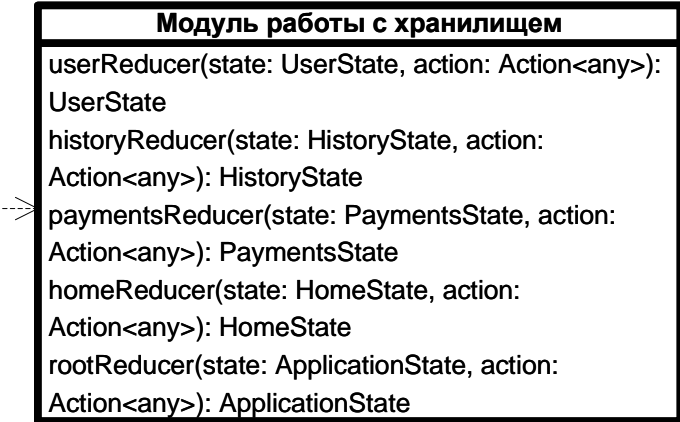 Модуль работы с хранилищем
userReducer(state: UserState, action: Action<any>):
UserState
historyReducer(state: HistoryState, action:
Action<any>): HistoryState
paymentsReducer(state: PaymentsState, action:
Action<any>): PaymentsState
homeReducer(state: HomeState, action:
Action<any>): HomeState
rootReducer(state: ApplicationState, action:
Action<any>): ApplicationState